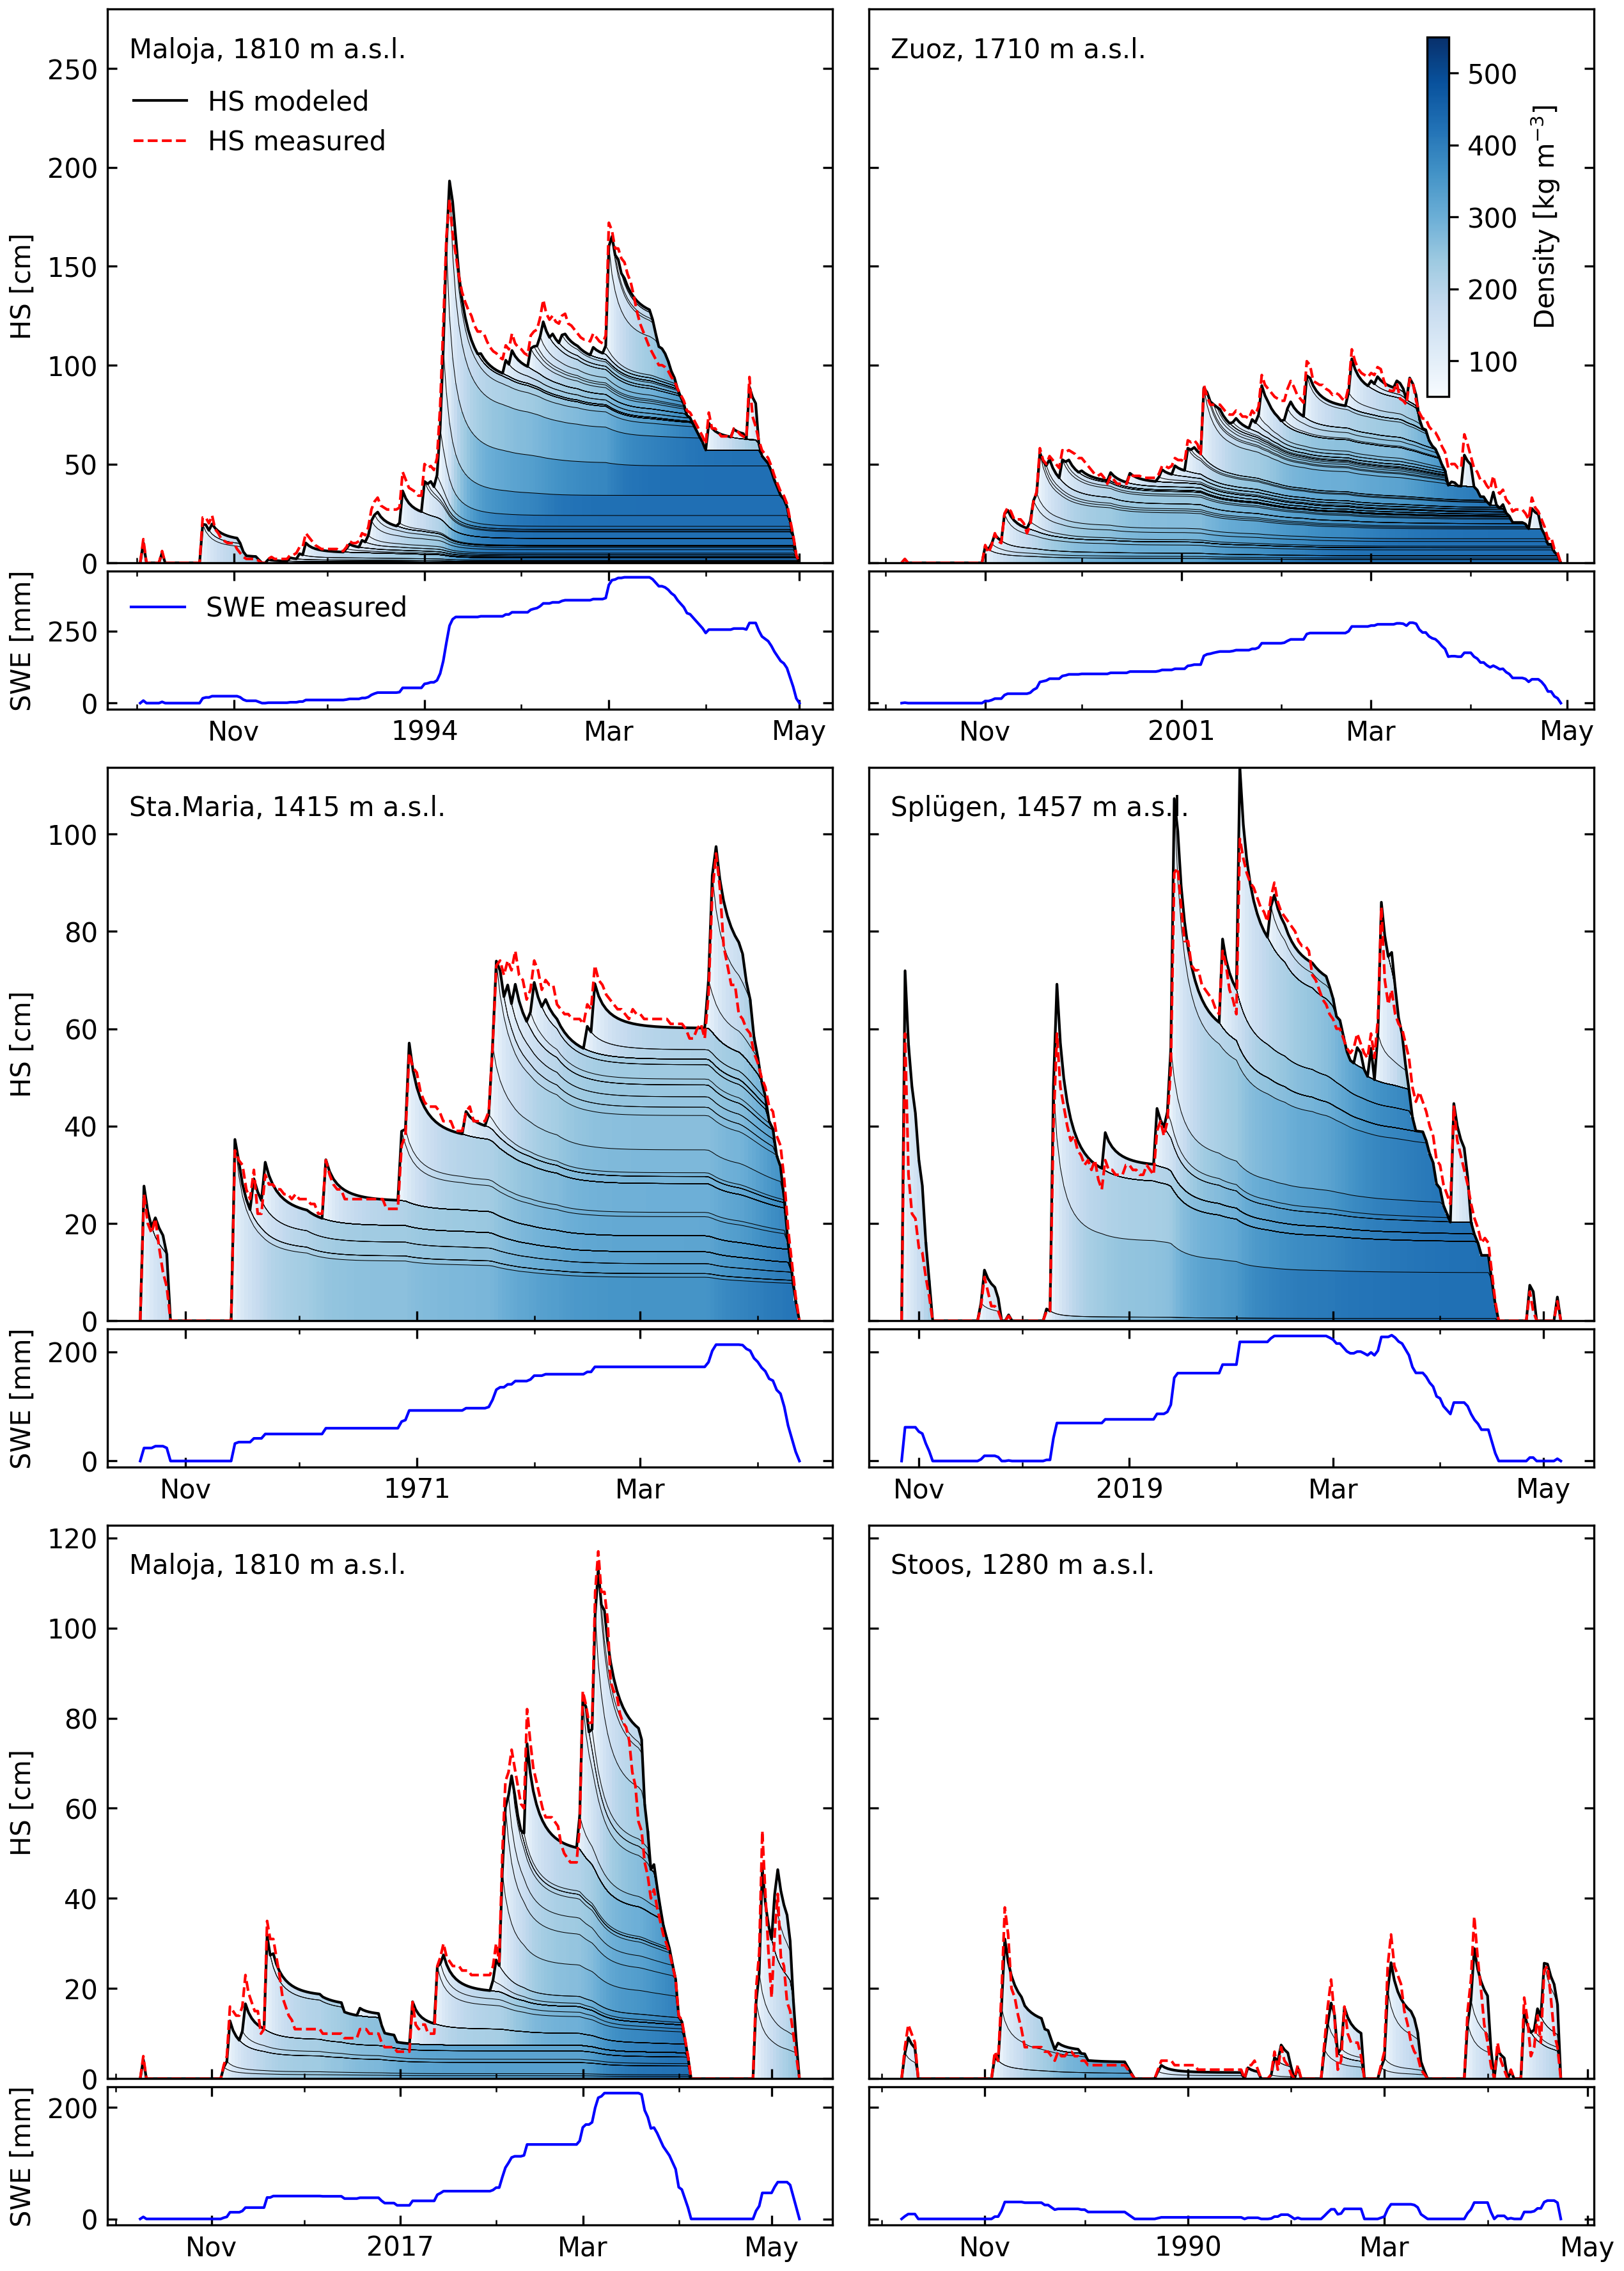 Maloja, 1810 m a.s.l.
HS modeled
HS measured
HS [cm]
250
200
150
100
50
0
Zuoz, 1710 m a.s.l.
500
400
300
200
100
Density [kg m⁻³]
SWE measured
SWE [mm]
250
0
Nov 1994 Mar May
Nov 2001 Mar May
Sta.Maria, 1415 m a.s.l.
HS [cm]
100
80
60
40
20
0
Splügen, 1457 m a.s.l.
SWE [mm]
200
0
Nov 1971 Mar
Nov 2019 Mar May
Maloja, 1810 m a.s.l.
HS [cm]
120
100
80
60
40
20
0
Stoos, 1280 m a.s.l.
SWE [mm]
200
0
Nov 2017 Mar May
Nov 1990 Mar May